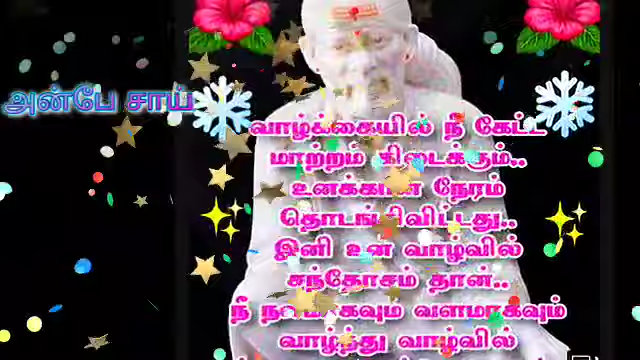 அன்பே சாய்
வாழ்க்கையில் நீ கேட்ட
மாற்றம் கிடைக்கும்..
உனக்கான நேரம்
தொடங்கிவிட்டது..
இனி உன் வாழ்வில்
சந்தோசம் தான்..
நீ நலமாகவும் வளமாகவும்
வாழ்ந்து வாழ்வில்